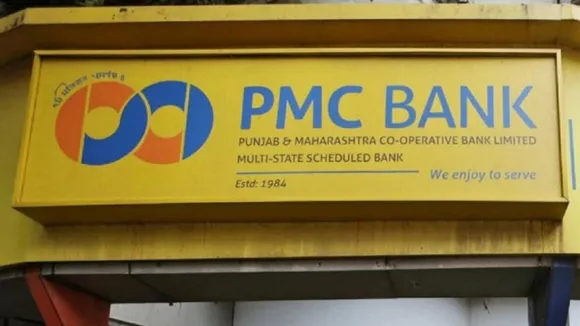 PMC BANK
PUNJAB & MAHARASHTRA CO-OPERATIVE BANK LIMITED
MULTI-STATE SCHEDULED BANK
Estd: 1984
We enjoy to serve